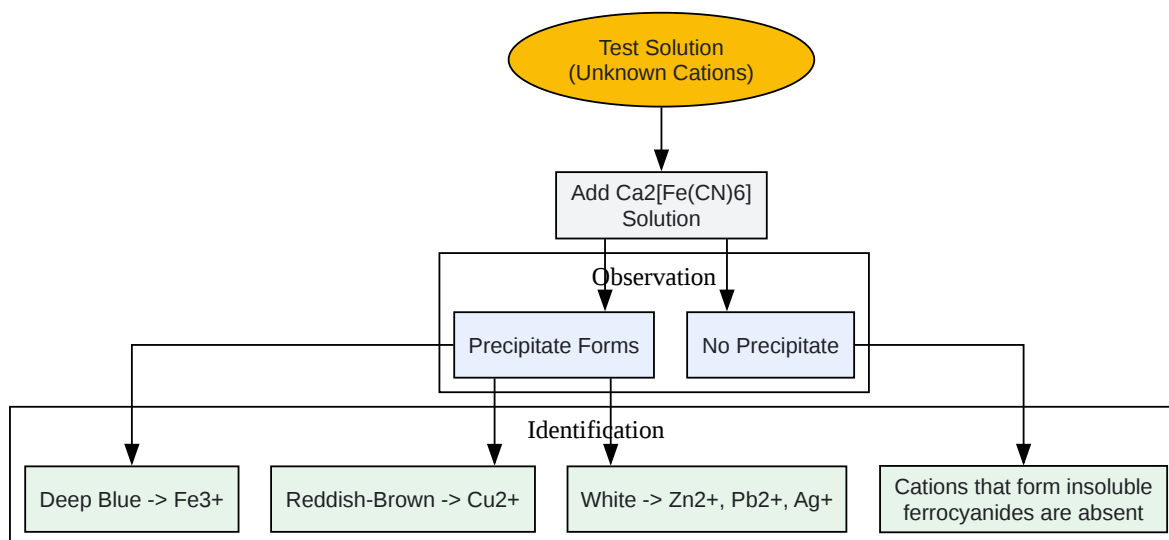 Test Solution
(Unknown Cations)
Add Ca2[Fe(CN)6]
Solution
Observation
Precipitate Forms
No Precipitate
Identification
Deep Blue -> Fe3+
Reddish-Brown -> Cu2+
White -> Zn2+, Pb2+, Ag+
Cations that form insoluble
ferrocyanides are absent